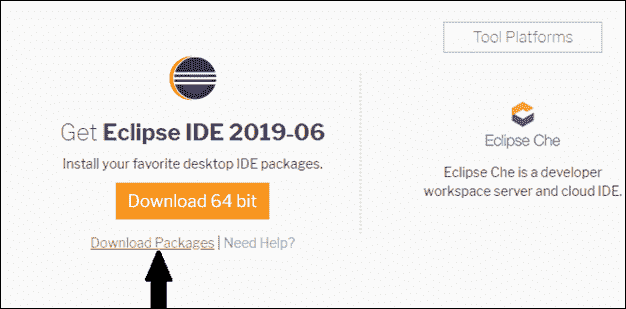 Tool Platforms
Get Eclipse IDE 2019-06
Install your favorite desktop IDE packages.
Download 64 bit
Download Packages | Need Help?
Eclipse Che
Eclipse Che is a developer
workspace server and cloud IDE.